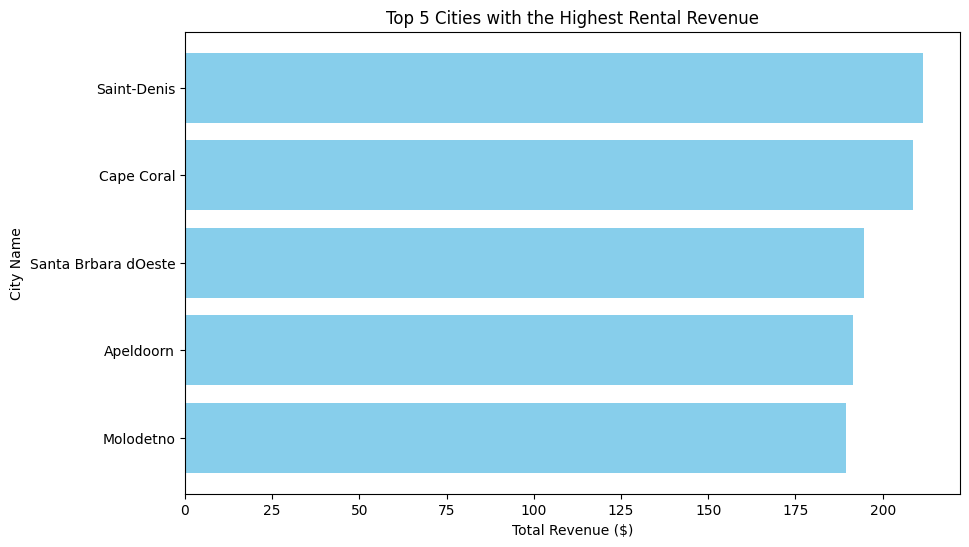 Top 5 Cities with the Highest Rental Revenue
Saint-Denis
Cape Coral
Santa Brbara dOeste
Apeldoorn
Molodetno
City Name
0 25 50 75 100 125 150 175 200
Total Revenue ($)